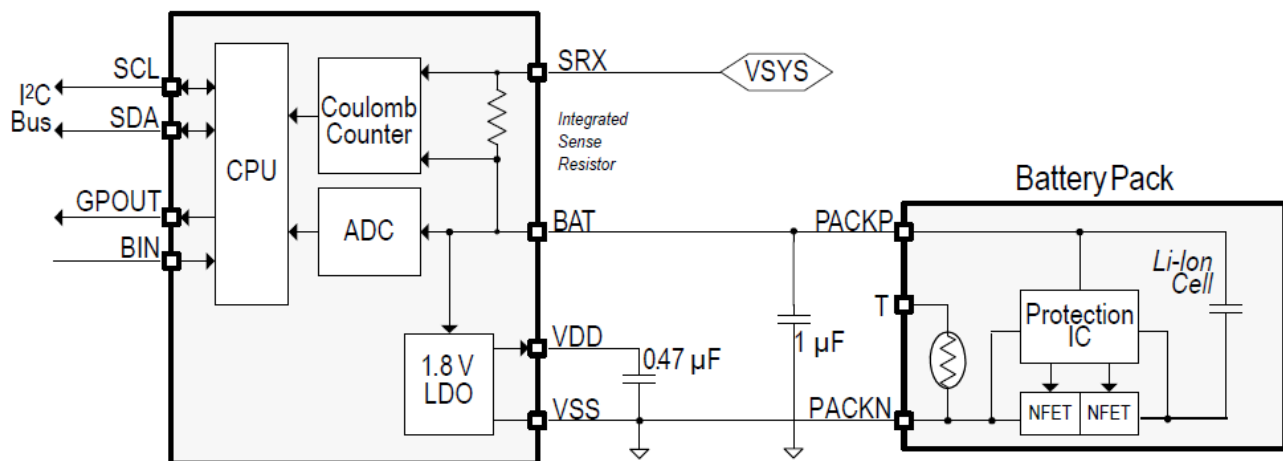 SCL
I²C
Bus
SDA
GPOUT
BIN
CPU
Coulomb
Counter
ADC
1.8 V
LDO
SRX
VSYS
Integrated
Sense
Resistor
BAT
VDD
0.47 µF
VSS
1 µF
Battery Pack
PACKP
T
PACKN
Protection
IC
NFET NFET
Li-Ion
Cell